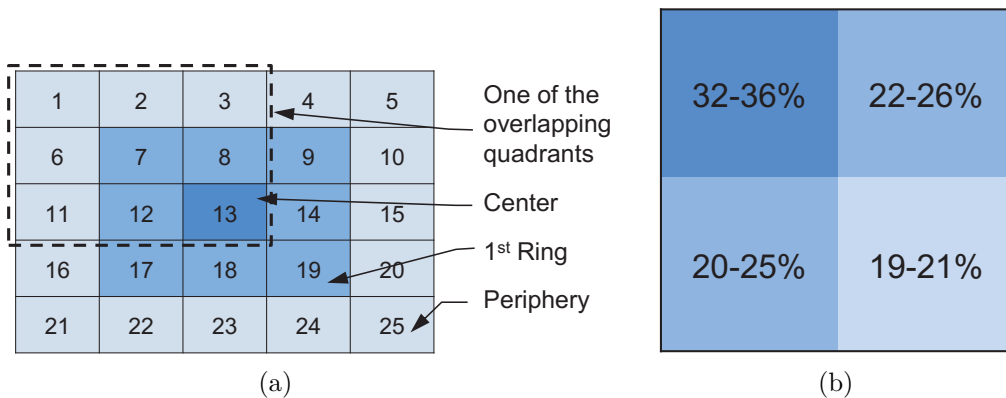 1 2 3 4 5
6 7 8 9 10
11 12 13 14 15
16 17 18 19 20
21 22 23 24 25
One of the
overlapping
quadrants
Center
1st Ring
Periphery
(a)
32-36% 22-26%
20-25% 19-21%
(b)